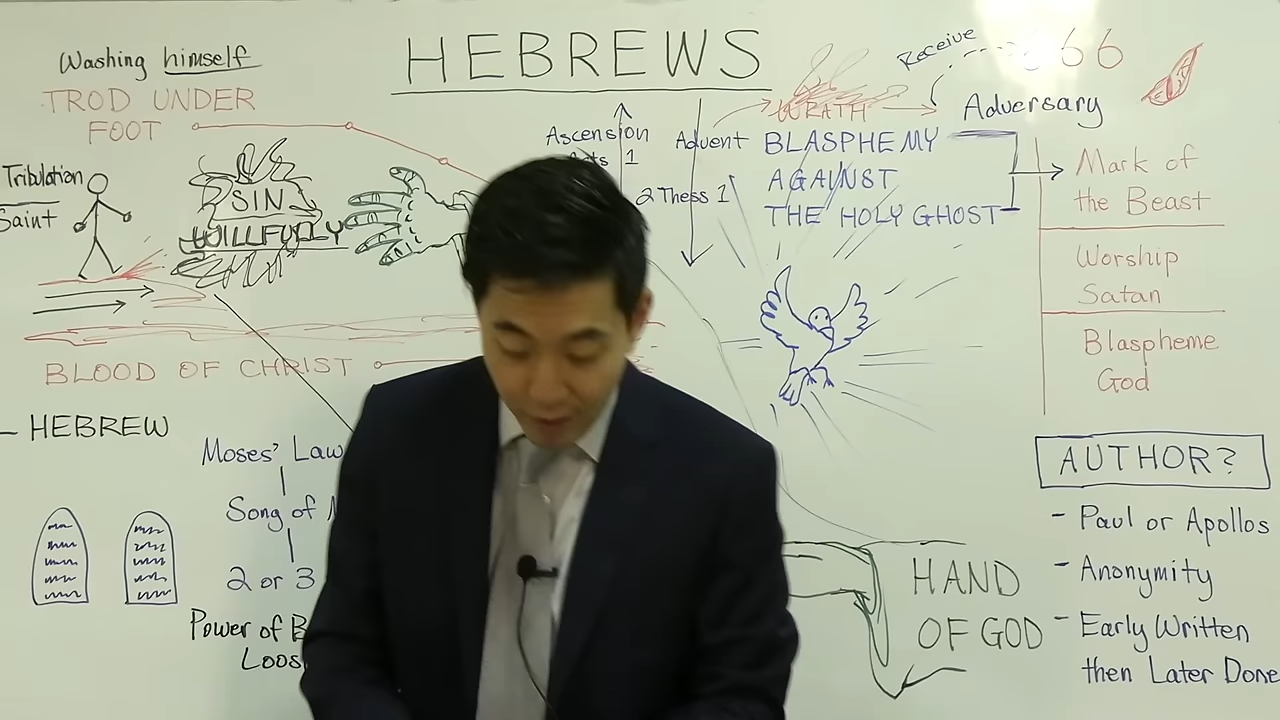 HEBREWS
Washing himself
TROD UNDER
FOOT
Tribulation
Saint
SIN
WILLFULLY
BLOOD OF CHRIST
- HEBREW
Moses' Law
Song of
2 or 3
Power of B
Loos
Ascension
1
Advent
2 Thess 1
WRATH
Receive
66
Adversary
BLASPHEMY
AGAINST
THE HOLY GHOST
Mark of
the Beast
Worship
Satan
Blaspheme
God
HAND
OF GOD
AUTHOR?
- Paul or Apollos
- Anonymity
- Early Written
then Later Done